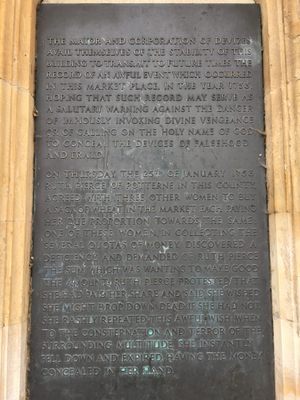 THE MAYOR AND CORPORATION OF DEVIZES
AVAIL THEMSELVES OF THE STABILITY OF THIS
BUILDING TO TRANSMIT TO FUTURE TIMES THE
RECORD OF AN AWFUL EVENT WHICH OCCURRED
IN THIS MARKET PLACE IN THE YEAR 1753,
HOPING THAT SUCH RECORD MAY SERVE AS
A SALUTARY WARNING AGAINST THE DANGER
OF IMPIOUSLY INVOKING DIVINE VENGEANCE
OR OF CALLING ON THE HOLY NAME OF GOD
TO CONCEAL THE DEVICES OF FALSEHOOD
AND FRAUD.
ON THURSDAY THE 25TH OF JANUARY 1753,
RUTH PIERCE OF POTTERNE IN THIS COUNTY,
AGREED WITH THREE OTHER WOMEN TO BUY
A SACK OF WHEAT IN THE MARKET, EACH PAYING
HER DUE PROPORTION TOWARDS THE SAME.
ONE OF THESE WOMEN, IN COLLECTING THE
SEVERAL QUOTAS OF MONEY, DISCOVERED A
DEFICIENCY, AND DEMANDED OF RUTH PIERCE
THE SUM WHICH WAS WANTING TO MAKE GOOD
THE AMOUNT. RUTH PIERCE PROTESTED THAT
SHE HAD PAID HER SHARE AND SAID, SHE WISHED
SHE MIGHT DROP DOWN DEAD IF SHE HAD NOT.
SHE RASHLY REPEATED THIS AWFUL WISH, WHEN
TO THE CONSTERNATION AND TERROR OF THE
SURROUNDING MULTITUDE, SHE INSTANTLY
FELL DOWN AND EXPIRED, HAVING THE MONEY
CONCEALED IN HER HAND.